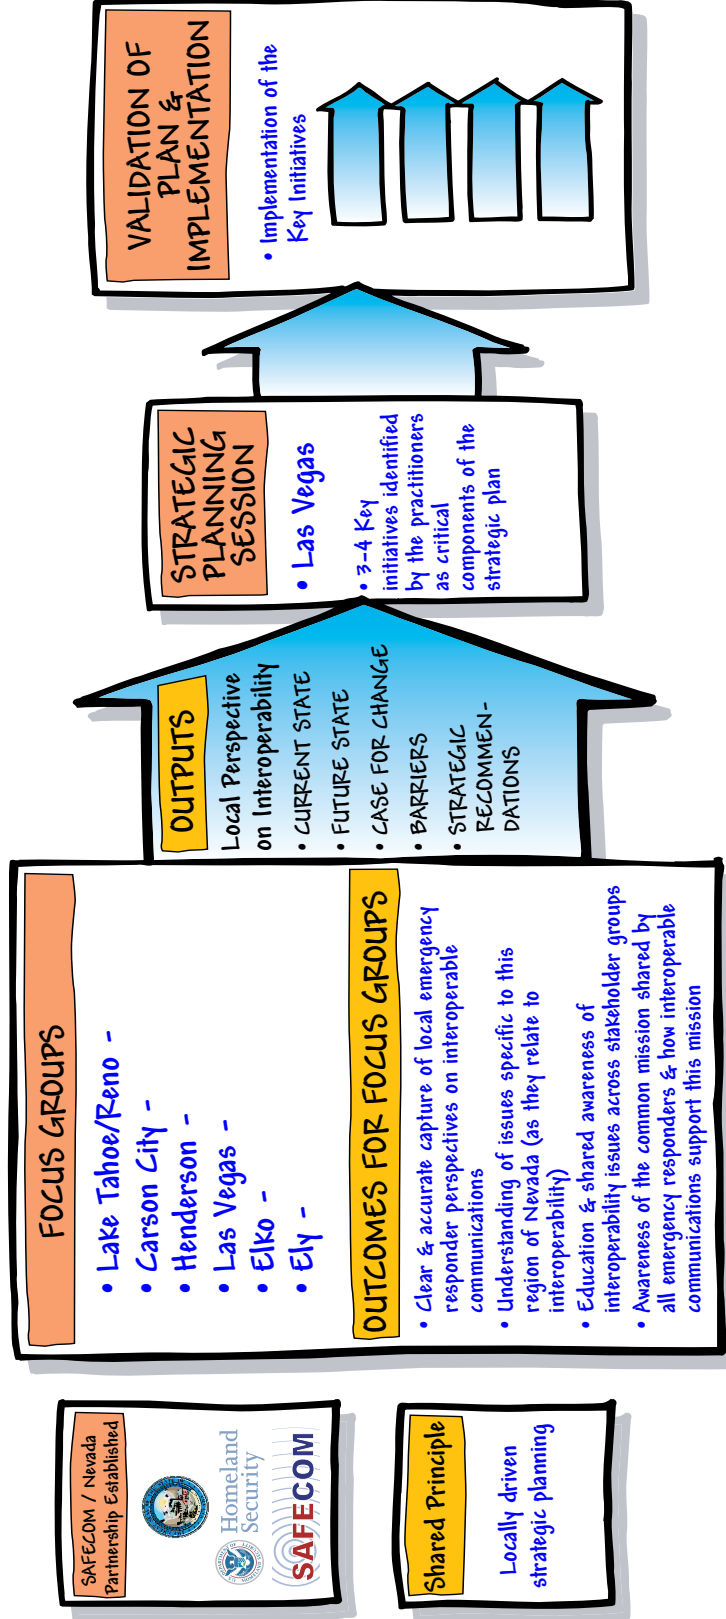 SAFECOM / Nevada
Partnership Established
Homeland
Security
SAFECOM
Shared Principle
Locally driven
strategic planning
FOCUS GROUPS
• Lake Tahoe/Reno -
• Carson City -
• Henderson -
• Las Vegas -
• Elko -
• Ely -
OUTCOMES FOR FOCUS GROUPS
• Clear & accurate capture of local emergency
responder perspectives on interoperable
communications
• Understanding of issues specific to this
region of Nevada (as they relate to
interoperability)
• Education & shared awareness of
interoperability issues across stakeholder groups
• Awareness of the common mission shared by
all emergency responders & how interoperable
communications support this mission
OUTPUTS
Local Perspective
on Interoperability
• CURRENT STATE
• FUTURE STATE
• CASE FOR CHANGE
• BARRIERS
• STRATEGIC
RECOMMEN-
DATIONS
STRATEGIC
PLANNING
SESSION
• Las Vegas
• 3-4 Key
initiatives identified
by the practitioners
as critical
components of the
strategic plan
VALIDATION OF
PLAN &
IMPLEMENTATION
• Implementation of the
Key Initiatives